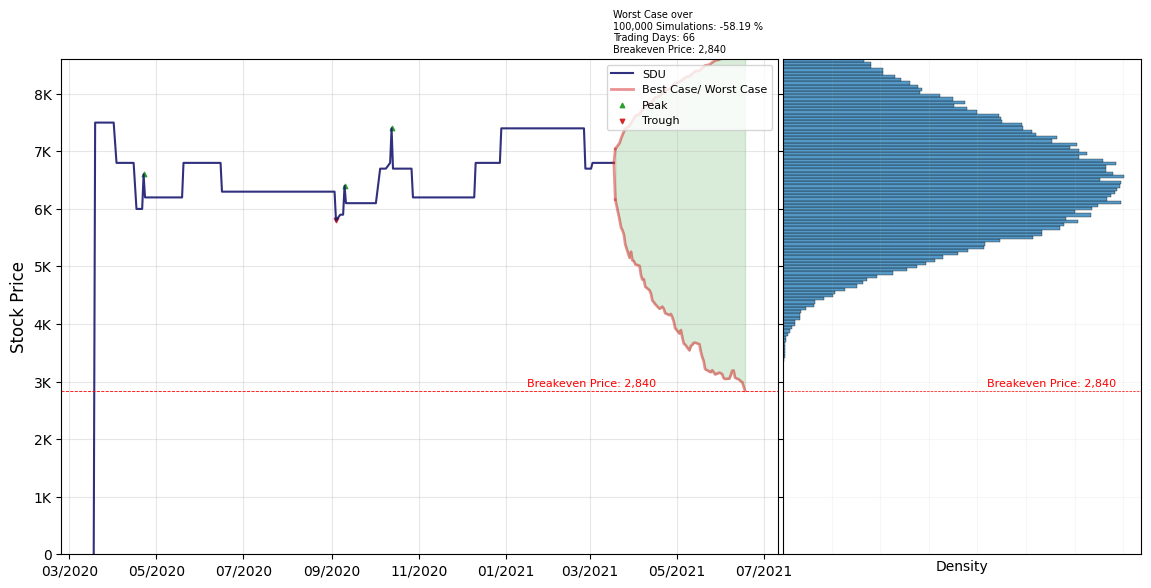 Worst Case over
100,000 Simulations: -58.19 %
Trading Days: 66
Breakeven Price: 2,840
SDU
Best Case/ Worst Case
Peak
Trough
8K
7K
6K
5K
4K
3K
2K
1K
0
Stock Price
Breakeven Price: 2,840
Breakeven Price: 2,840
03/2020 05/2020 07/2020 09/2020 11/2020 01/2021 03/2021 05/2021 07/2021
Density